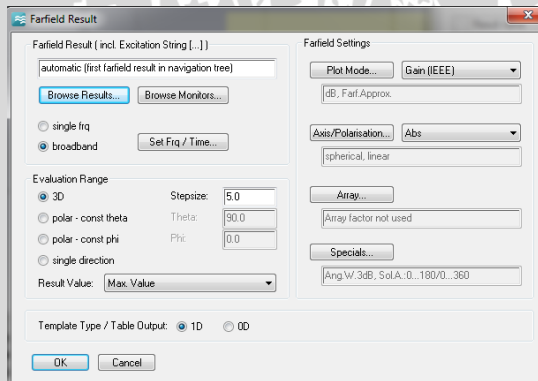 Farfield Result
Farfield Result ( incl. Excitation String [...] )
automatic (first farfield result in navigation tree)
Browse Results...
Browse Monitors...
single frq
broadband
Set Frq / Time...
Evaluation Range
3D
Stepsize:
5.0
polar - const theta
Theta:
90.0
polar - const phi
Phi:
0.0
single direction
Result Value:
Max. Value
Farfield Settings
Plot Mode...
Gain (IEEE)
dB, Farf.Approx.
Axis/Polarisation...
Abs
spherical, linear
Array...
Array factor not used
Specials...
Ang.W.3dB, Sol.A.:0...180/0...360
Template Type / Table Output:
1D
0D
OK
Cancel